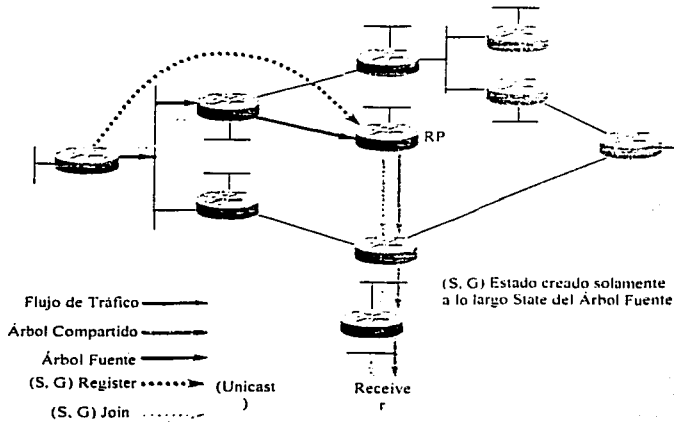 RP
(S, G) Estado creado solamente
a lo largo State del Árbol Fuente
Flujo de Tráfico
Árbol Compartido
Árbol Fuente
(S, G) Register
(Unicast
)
(S, G) Join
Receive
r